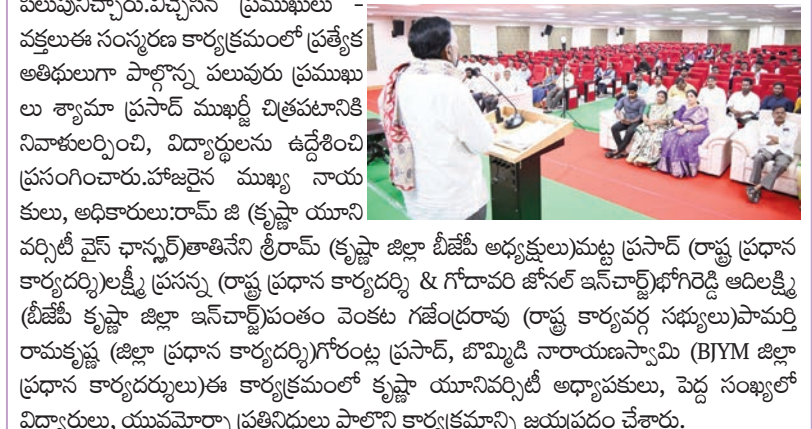 పిలుపునిచ్చారు.విచ్చేసిన ప్రముఖులు -
వక్తలుఈ సంస్మరణ కార్యక్రమంలో ప్రత్యేక
అతిథులుగా పాల్గొన్న పలువురు ప్రముఖు
లు శ్యామా ప్రసాద్ ముఖర్జీ చిత్రపటానికి
నివాళులర్పించి, విద్యార్థులను ఉద్దేశించి
ప్రసంగించారు.హాజరైన ముఖ్య నాయ
కులు, అధికారులు:రామ్ జి (కృష్ణా యూని
వర్సిటీ వైస్ ఛాన్సర్)తాతినేని శ్రీరామ్ (కృష్ణా జిల్లా బీజేపీ అధ్యక్షులు)మట్ట ప్రసాద్ (రాష్ట్ర ప్రధాన
కార్యదర్శి)లక్ష్మీ ప్రసన్న (రాష్ట్ర ప్రధాన కార్యదర్శి & గోదావరి జోనల్ ఇన్‌చార్జ్)భోగిరెడ్డి ఆదిలక్ష్మి
(బీజేపీ కృష్ణా జిల్లా ఇన్‌చార్జ్)పంతం వెంకట గజేంద్రరావు (రాష్ట్ర కార్యవర్గ సభ్యులు)పామర్తి
రామకృష్ణ (జిల్లా ప్రధాన కార్యదర్శి)గోరంట్ల ప్రసాద్, బొమ్మిడి నారాయణస్వామి (BJYM జిల్లా
ప్రధాన కార్యదర్శులు)ఈ కార్యక్రమంలో కృష్ణా యూనివర్సిటీ అధ్యాపకులు, పెద్ద సంఖ్యలో
విద్యార్థులు, యువమోర్చా ప్రతినిధులు పాల్గొని కార్యక్రమాన్ని జయప్రదం చేశారు.